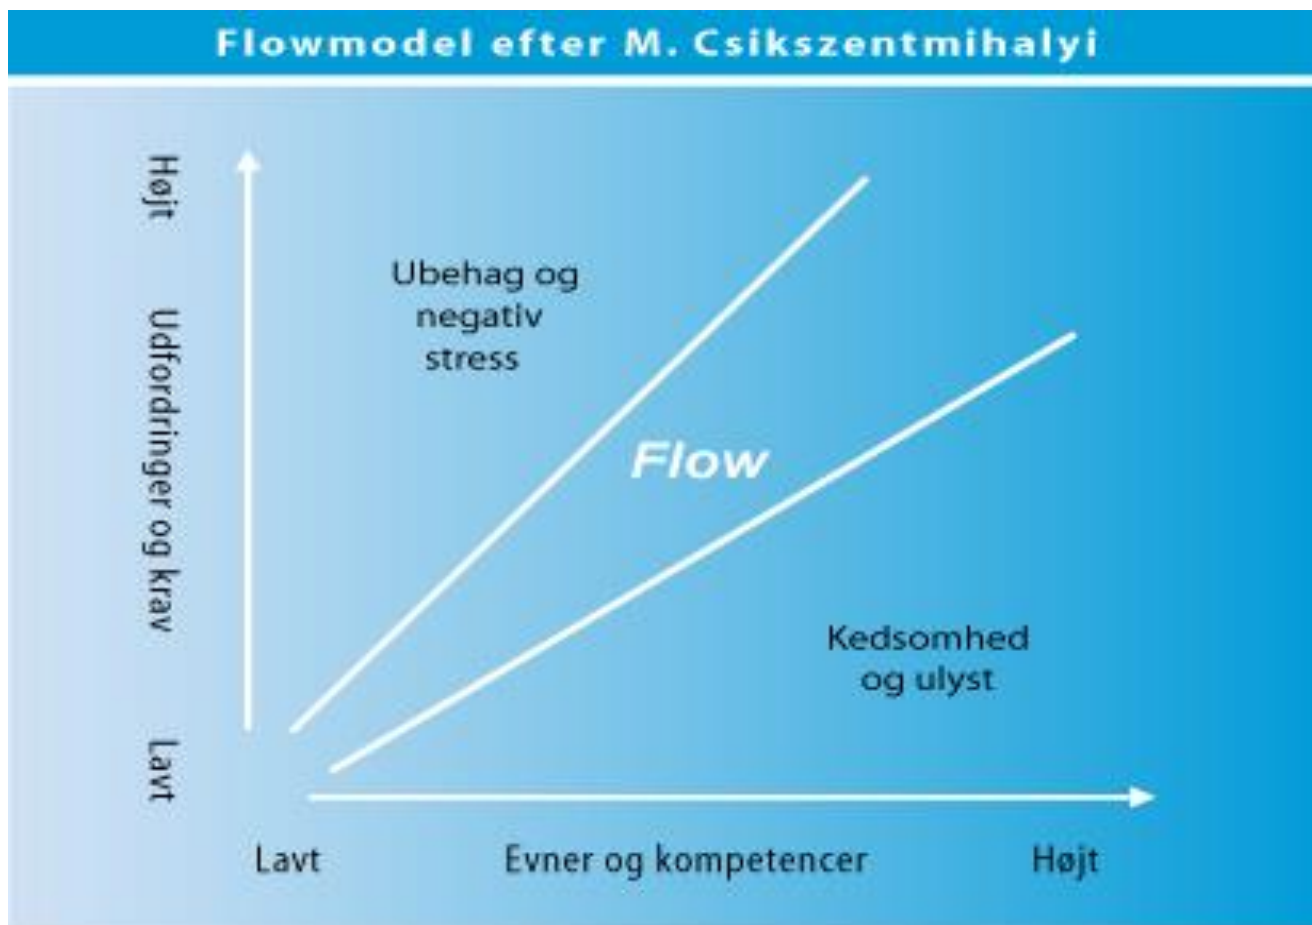 Flowmodel efter M. Csikszentmihalyi
Højt
Udfordringer og krav
Lavt
Ubehag og
negativ
stress
Flow
Kedsomhed
og ulyst
Lavt
Evner og kompetencer
Højt